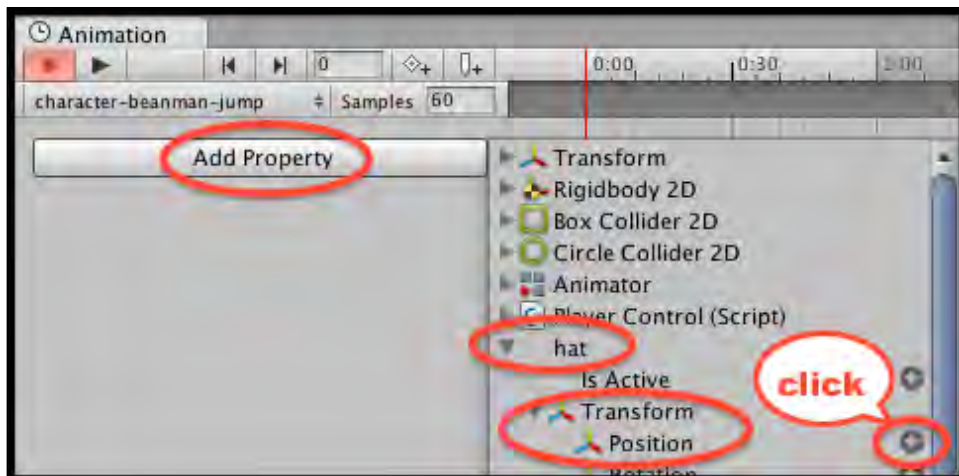 Animation
0 0:00 0:30 1:00
character-beanman-jump Samples 60
Add Property
Transform
Rigidbody 2D
Box Collider 2D
Circle Collider 2D
Animator
Player Control (Script)
hat
Is Active
click
Transform
Position
Rotation